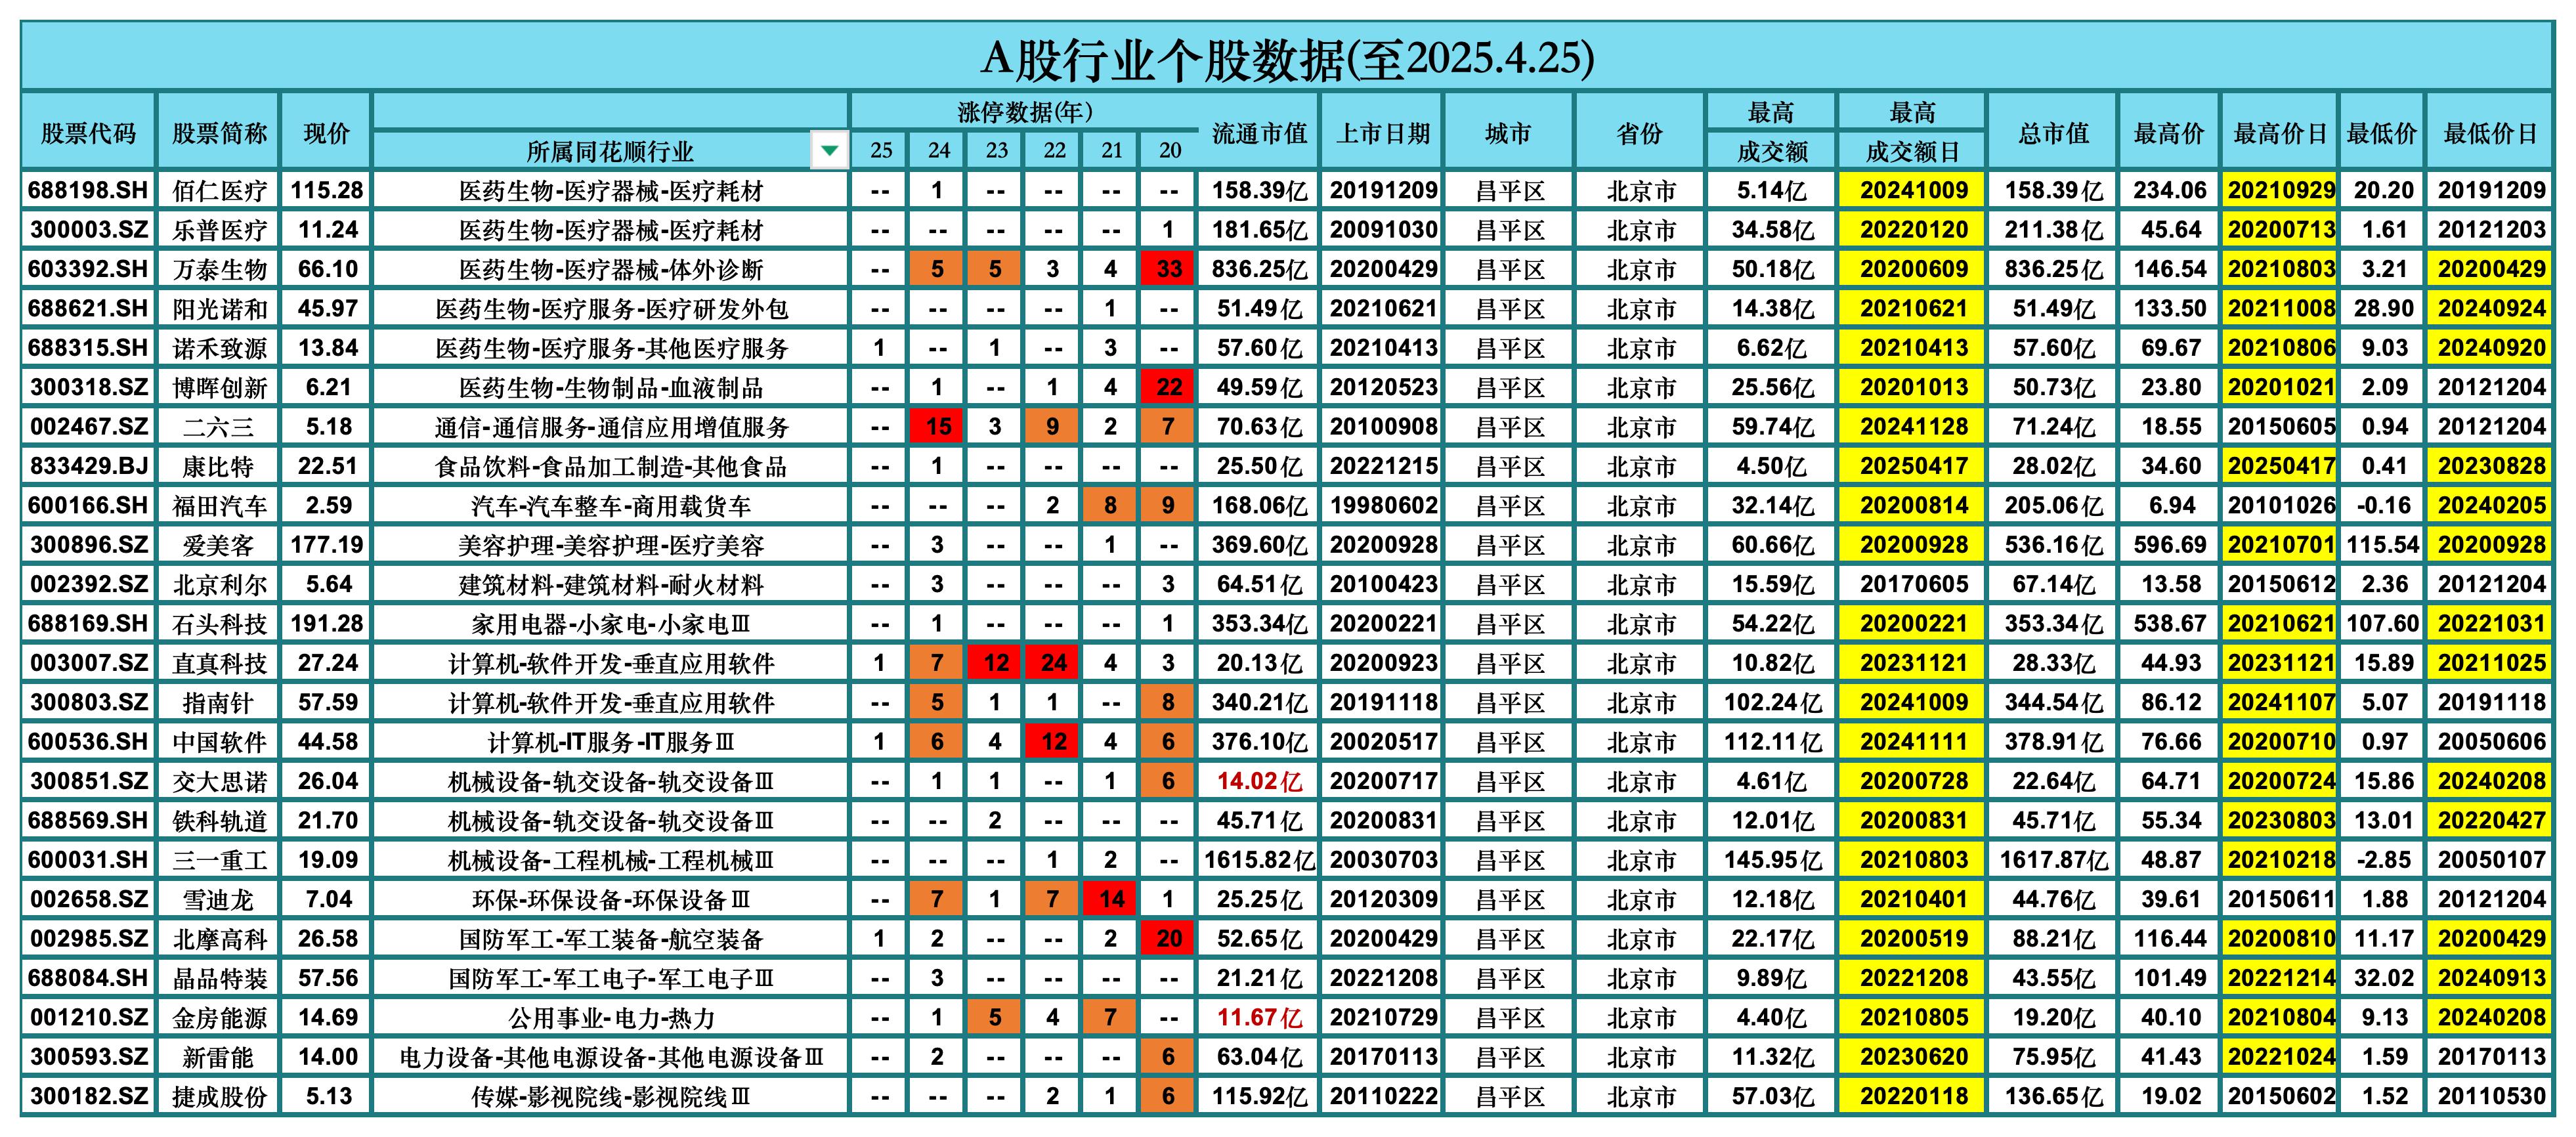 A股行业个股数据(至2025.4.25)
股票代码 股票简称 现价 所属同花顺行业 涨停数据(年) 25 24 23 22 21 20 流通市值 上市日期 城市 省份 最高成交额 最高成交额日 总市值 最高价 最高价日 最低价 最低价日
688198.SH 佰仁医疗 115.28 医药生物-医疗器械-医疗耗材 -- 1 -- -- -- -- 158.39亿 20191209 昌平区 北京市 5.14亿 20241009 158.39亿 234.06 20210929 20.20 20191209
300003.SZ 乐普医疗 11.24 医药生物-医疗器械-医疗耗材 -- -- -- -- -- 1 181.65亿 20091030 昌平区 北京市 34.58亿 20220120 211.38亿 45.64 20200713 1.61 20121203
603392.SH 万泰生物 66.10 医药生物-医疗器械-体外诊断 -- 5 5 3 4 33 836.25亿 20200429 昌平区 北京市 50.18亿 20200609 836.25亿 146.54 20210803 3.21 20200429
688621.SH 阳光诺和 45.97 医药生物-医疗服务-医疗研发外包 -- -- -- -- 1 -- 51.49亿 20210621 昌平区 北京市 14.38亿 20210621 51.49亿 133.50 20211008 28.90 20240924
688315.SH 诺禾致源 13.84 医药生物-医疗服务-其他医疗服务 1 -- 1 -- 3 -- 57.60亿 20210413 昌平区 北京市 6.62亿 20210413 57.60亿 69.67 20210806 9.03 20240920
300318.SZ 博晖创新 6.21 医药生物-生物制品-血液制品 -- 1 -- 1 4 22 49.59亿 20120523 昌平区 北京市 25.56亿 20201013 50.73亿 23.80 20201021 2.09 20121204
002467.SZ 二六三 5.18 通信-通信服务-通信应用增值服务 -- 15 3 9 2 7 70.63亿 20100908 昌平区 北京市 59.74亿 20241128 71.24亿 18.55 20150605 0.94 20121204
833429.BJ 康比特 22.51 食品饮料-食品加工制造-其他食品 -- 1 -- -- -- -- 25.50亿 20221215 昌平区 北京市 4.50亿 20250417 28.02亿 34.60 20250417 0.41 20230828
600166.SH 福田汽车 2.59 汽车-汽车整车-商用载货车 -- -- -- 2 8 9 168.06亿 19980602 昌平区 北京市 32.14亿 20200814 205.06亿 6.94 20101026 -0.16 20240205
300896.SZ 爱美客 177.19 美容护理-美容护理-医疗美容 -- 3 -- -- 1 -- 369.60亿 20200928 昌平区 北京市 60.66亿 20200928 536.16亿 596.69 20210701 115.54 20200928
002392.SZ 北京利尔 5.64 建筑材料-建筑材料-耐火材料 -- 3 -- -- -- 3 64.51亿 20100423 昌平区 北京市 15.59亿 20170605 67.14亿 13.58 20150612 2.36 20121204
688169.SH 石头科技 191.28 家用电器-小家电-小家电Ⅲ -- 1 -- -- -- 1 353.34亿 20200221 昌平区 北京市 54.22亿 20200221 353.34亿 538.67 20210621 107.60 20221031
003007.SZ 直真科技 27.24 计算机-软件开发-垂直应用软件 1 7 12 24 4 3 20.13亿 20200923 昌平区 北京市 10.82亿 20231121 28.33亿 44.93 20231121 15.89 20211025
300803.SZ 指南针 57.59 计算机-软件开发-垂直应用软件 -- 5 1 1 -- 8 340.21亿 20191118 昌平区 北京市 102.24亿 20241009 344.54亿 86.12 20241107 5.07 20191118
600536.SH 中国软件 44.58 计算机-IT服务-IT服务Ⅲ 1 6 4 12 4 6 376.10亿 20020517 昌平区 北京市 112.11亿 20241111 378.91亿 76.66 20200710 0.97 20050606
300851.SZ 交大思诺 26.04 机械设备-轨交设备-轨交设备Ⅲ -- 1 1 -- 1 6 14.02亿 20200717 昌平区 北京市 4.61亿 20200728 22.64亿 64.71 20200724 15.86 20240208
688569.SH 铁科轨道 21.70 机械设备-轨交设备-轨交设备Ⅲ -- -- 2 -- -- -- 45.71亿 20200831 昌平区 北京市 12.01亿 20200831 45.71亿 55.34 20230803 13.01 20220427
600031.SH 三一重工 19.09 机械设备-工程机械-工程机械Ⅲ -- -- -- 1 2 -- 1615.82亿 20030703 昌平区 北京市 145.95亿 20210803 1617.87亿 48.87 20210218 -2.85 20050107
002658.SZ 雪迪龙 7.04 环保-环保设备-环保设备Ⅲ -- 7 1 7 14 1 25.25亿 20120309 昌平区 北京市 12.18亿 20210401 44.76亿 39.61 20150611 1.88 20121204
002985.SZ 北摩高科 26.58 国防军工-军工装备-航空装备 1 2 -- -- 2 20 52.65亿 20200429 昌平区 北京市 22.17亿 20200519 88.21亿 116.44 20200810 11.17 20200429
688084.SH 晶品特装 57.56 国防军工-军工电子-军工电子Ⅲ -- 3 -- -- -- -- 21.21亿 20221208 昌平区 北京市 9.89亿 20221208 43.55亿 101.49 20221214 32.02 20240913
001210.SZ 金房能源 14.69 公用事业-电力-热力 -- 1 5 4 7 -- 11.67亿 20210729 昌平区 北京市 4.40亿 20210805 19.20亿 40.10 20210804 9.13 20240208
300593.SZ 新雷能 14.00 电力设备-其他电源设备-其他电源设备Ⅲ -- 2 -- -- -- 6 63.04亿 20170113 昌平区 北京市 11.32亿 20230620 75.95亿 41.43 20221024 1.59 20170113
300182.SZ 捷成股份 5.13 传媒-影视院线-影视院线Ⅲ -- -- -- 2 1 6 115.92亿 20110222 昌平区 北京市 57.03亿 20220118 136.65亿 19.02 20150602 1.52 20110530